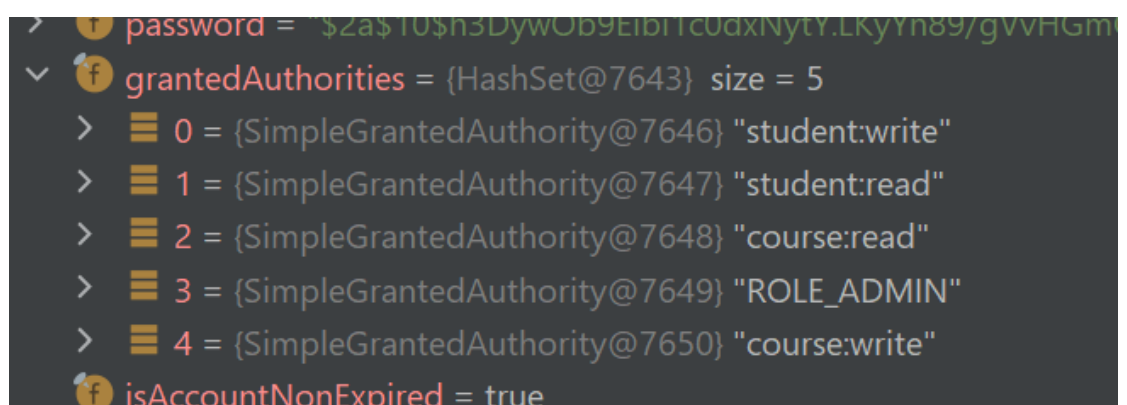 password =
grantedAuthorities = {HashSet@7643} size = 5
0 = {SimpleGrantedAuthority@7646} "student:write"
1 = {SimpleGrantedAuthority@7647} "student:read"
2 = {SimpleGrantedAuthority@7648} "course:read"
3 = {SimpleGrantedAuthority@7649} "ROLE_ADMIN"
4 = {SimpleGrantedAuthority@7650} "course:write"
isAccountNonExpired = true